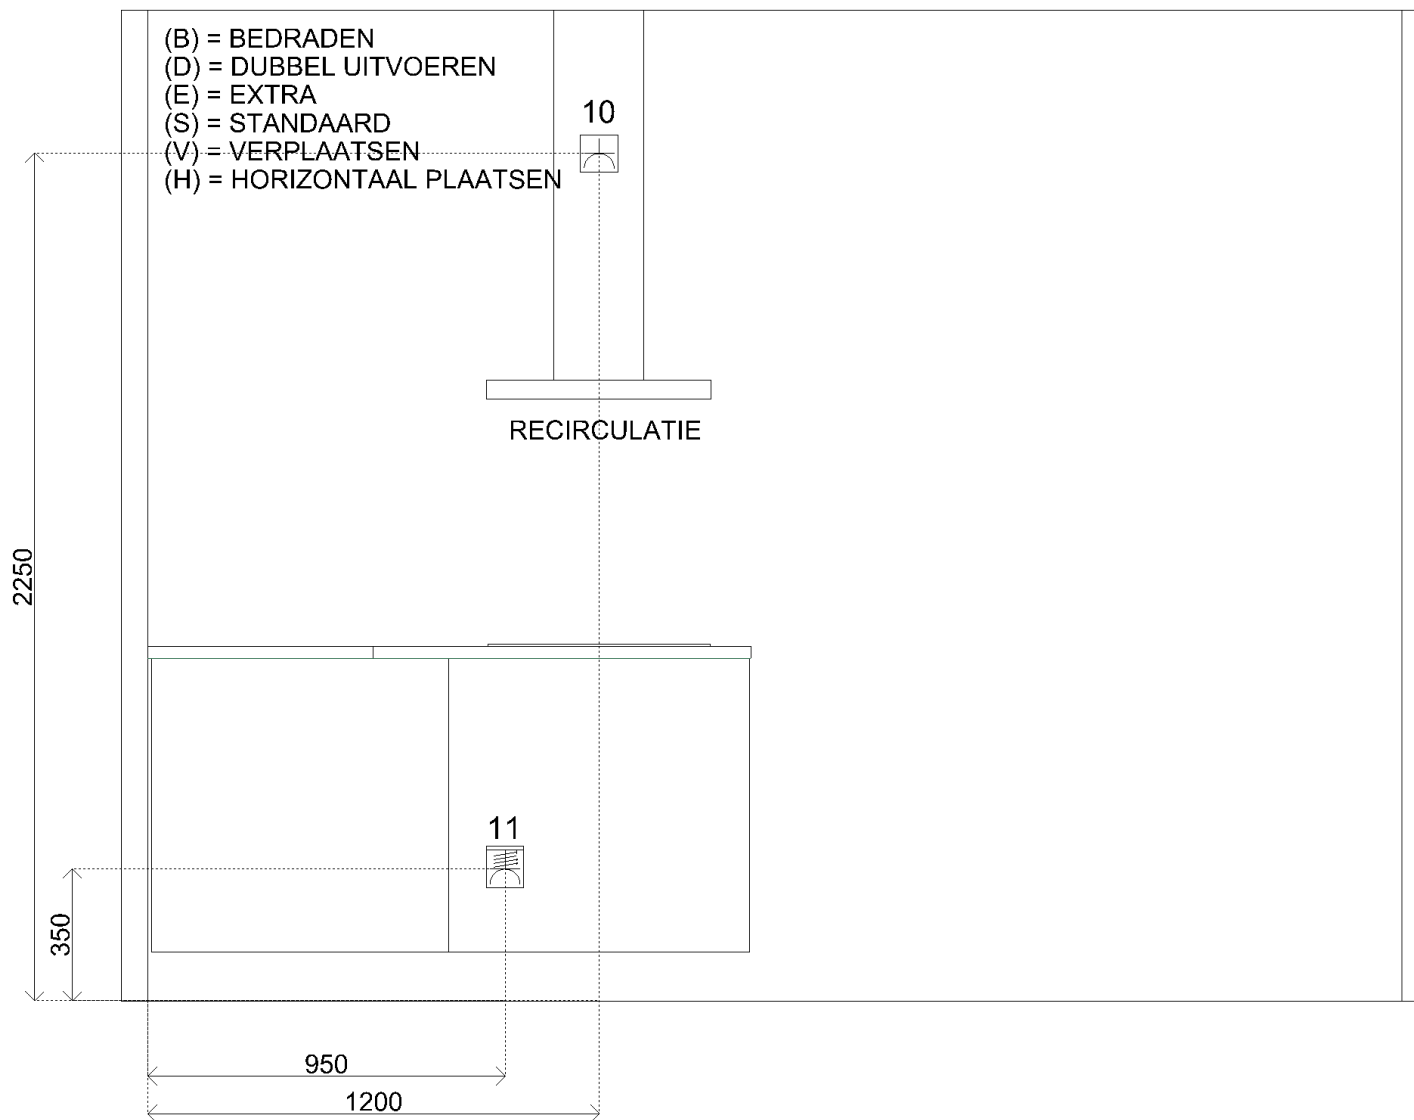 (B) = BEDRADEN
(D) = DUBBEL UITVOEREN
(E) = EXTRA
(S) = STANDAARD
(V) = VERPLAATSEN
(H) = HORIZONTAAL PLAATSEN
10
RECIRCULATIE
2250
11
350
950
1200